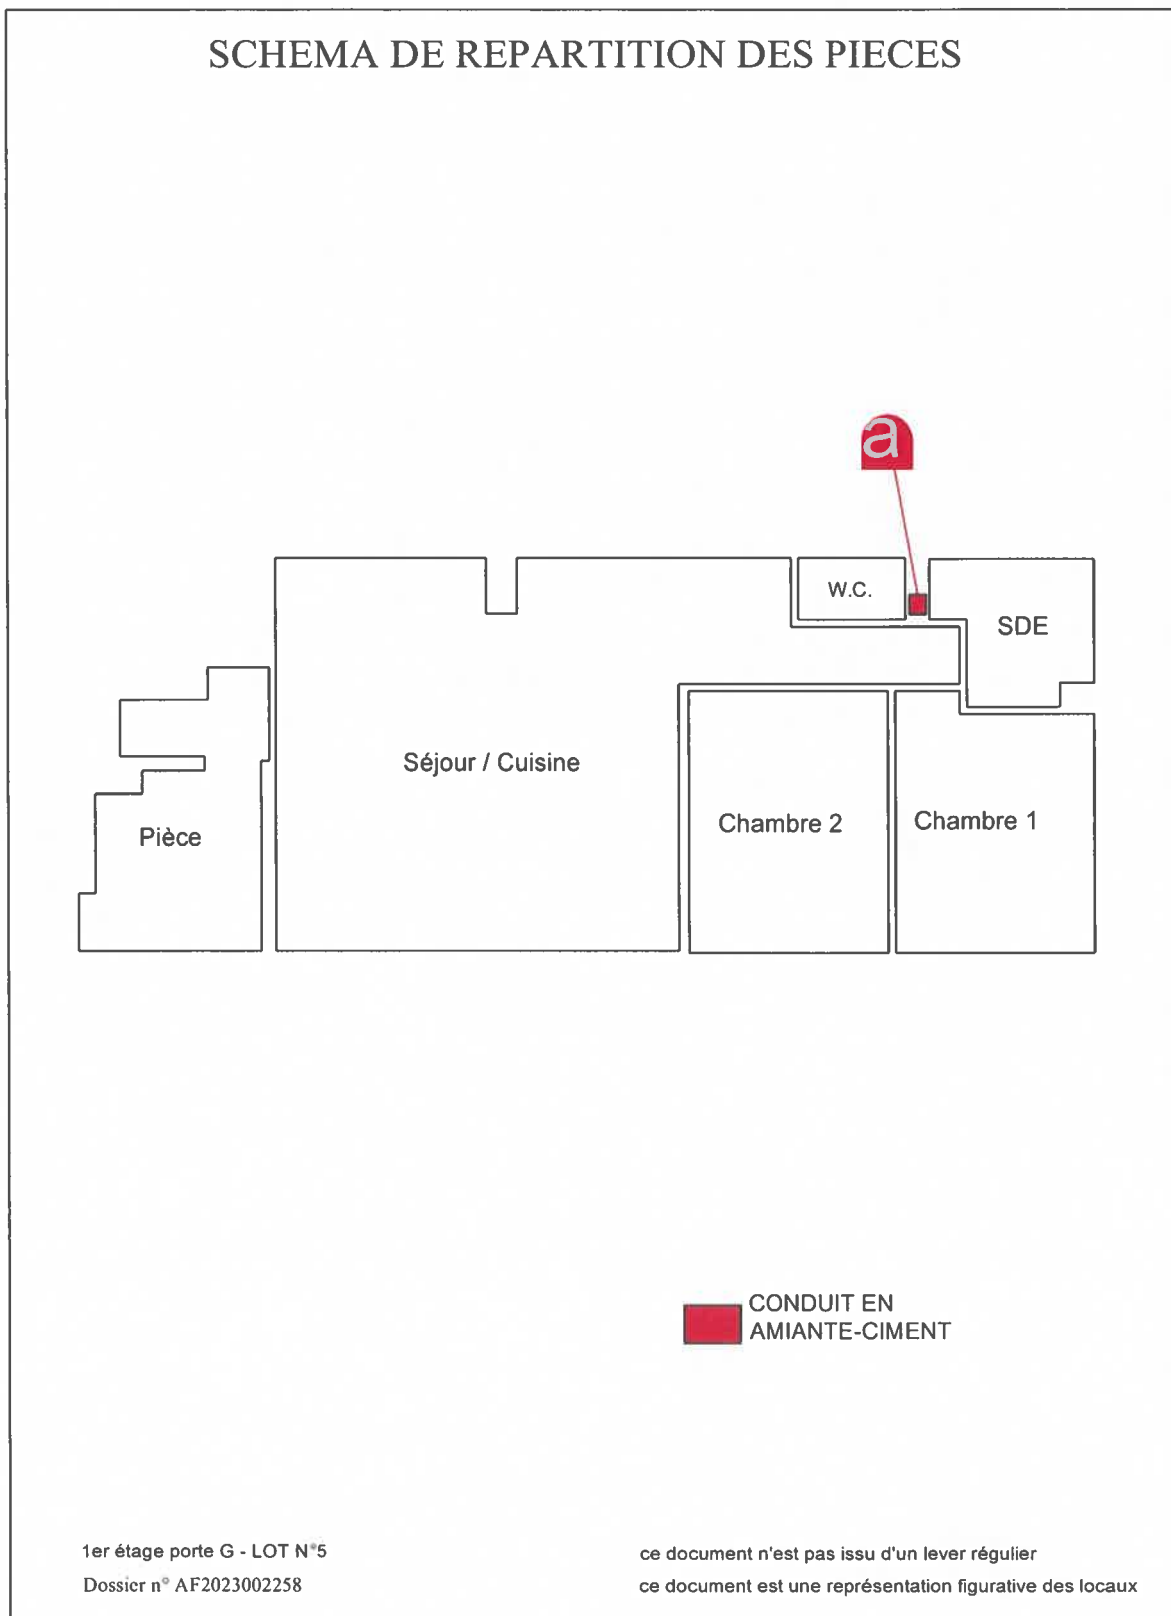 SCHEMA DE REPARTITION DES PIECES
a
W.C.
SDE
Séjour / Cuisine
Chambre 2
Chambre 1
Pièce
CONDUIT EN
AMIANTE-CIMENT
1er étage porte G - LOT N°5
Dossier n° AF2023002258
ce document n'est pas issu d'un lever régulier
ce document est une représentation figurative des locaux